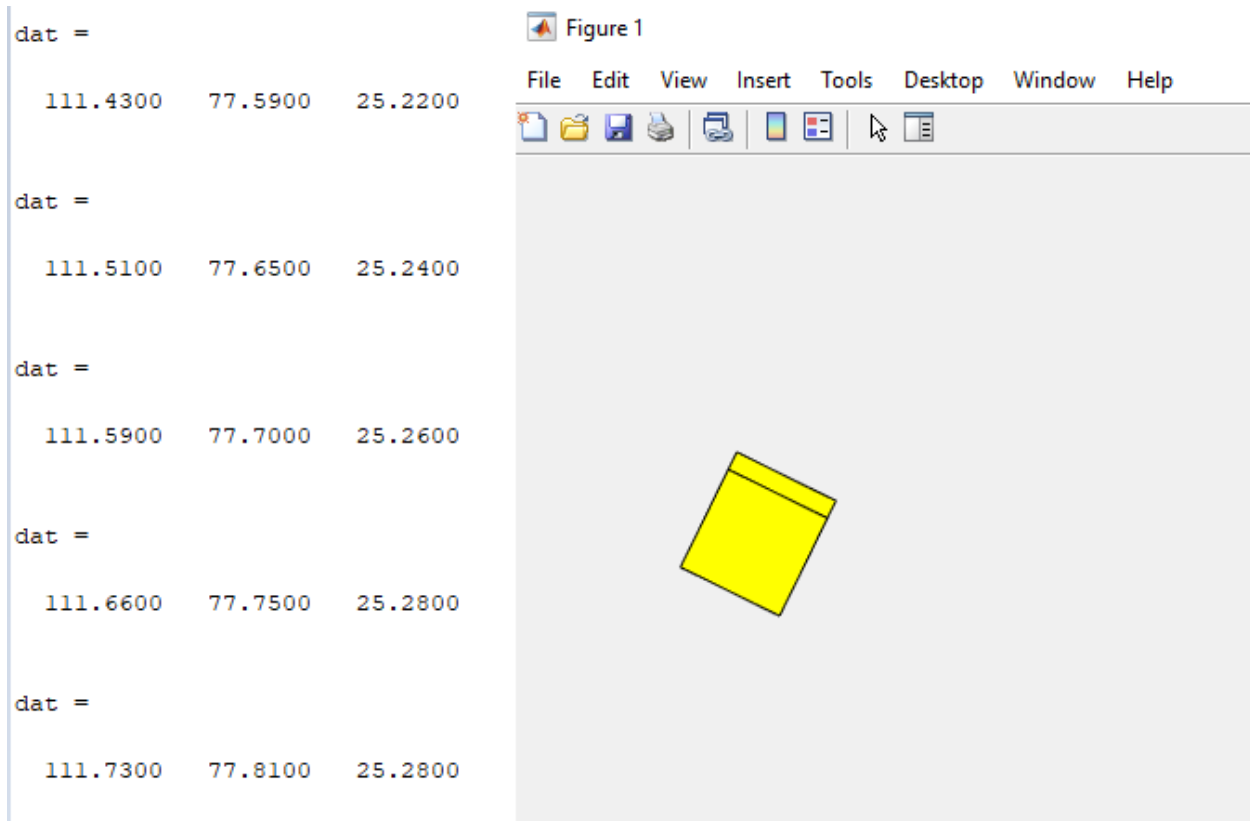 dat =
111.4300 77.5900 25.2200
dat =
111.5100 77.6500 25.2400
dat =
111.5900 77.7000 25.2600
dat =
111.6600 77.7500 25.2800
dat =
111.7300 77.8100 25.2800
Figure 1
File Edit View Insert Tools Desktop Window Help